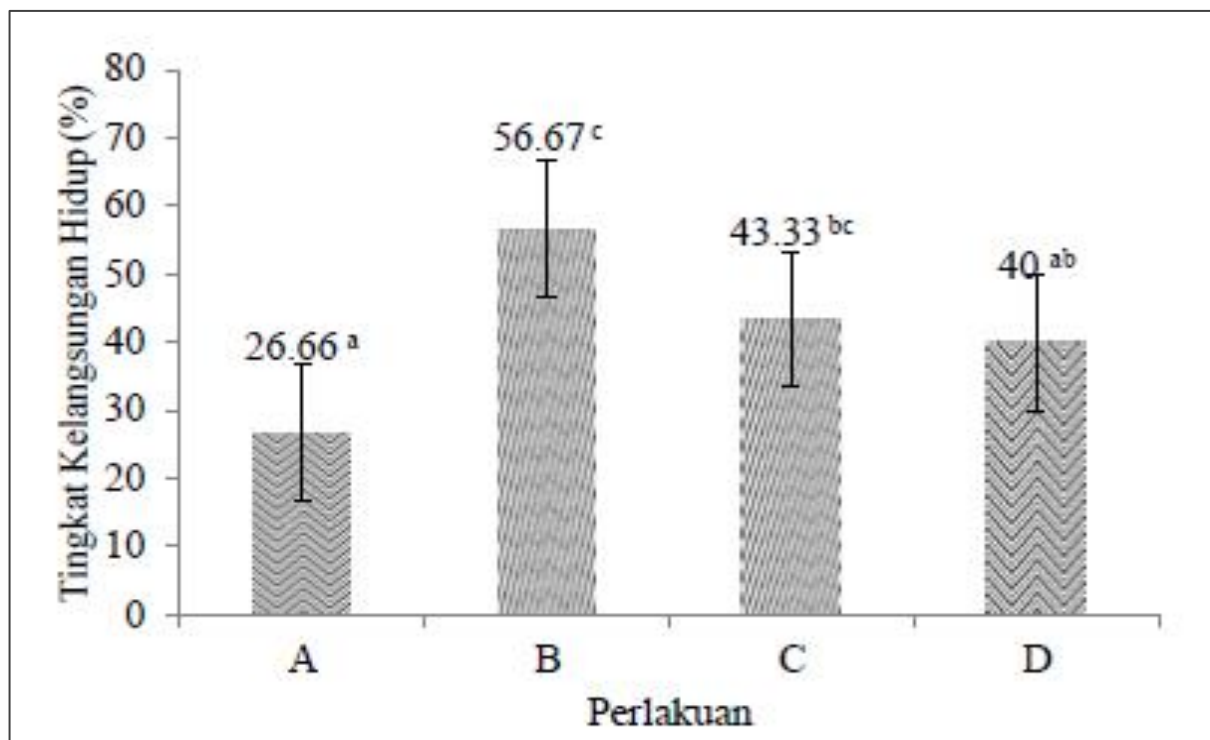 Tingkat Kelangsungan Hidup (%)
80
70
60
50
40
30
20
10
0
26.66 a
56.67 c
43.33 bc
40 ab
A B C D
Perlakuan